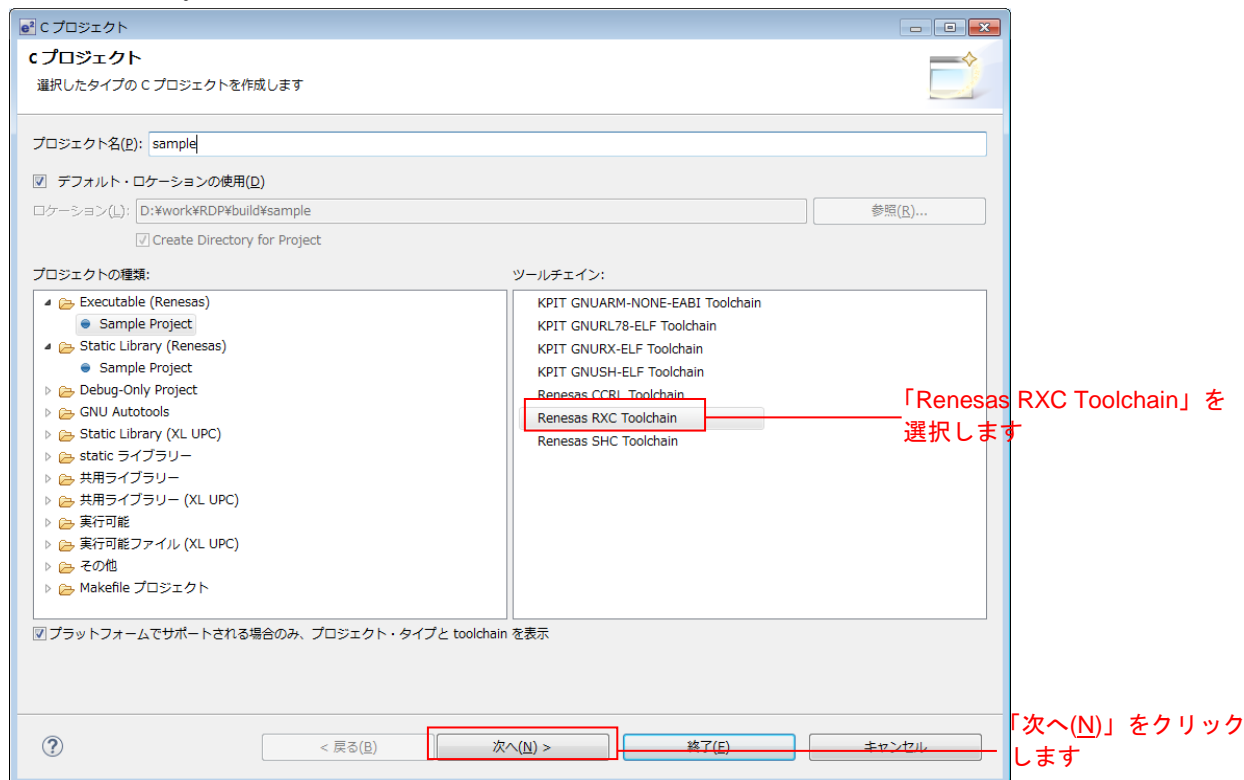 C プロジェクト
C プロジェクト
選択したタイプの C プロジェクトを作成します
プロジェクト名(P): sample
デフォルト・ロケーションの使用(D)
ロケーション(L): D:¥work¥RDP¥build¥sample 参照(R)...
Create Directory for Project
プロジェクトの種類:
Executable (Renesas)
Sample Project
Static Library (Renesas)
Sample Project
Debug-Only Project
GNU Autotools
Static Library (XL UPC)
static ライブラリー
共用ライブラリー
共用ライブラリー (XL UPC)
実行可能
実行可能ファイル (XL UPC)
その他
Makefile プロジェクト
ツールチェイン:
KPIT GNUARM-NONE-EABI Toolchain
KPIT GNURL78-ELF Toolchain
KPIT GNURX-ELF Toolchain
KPIT GNUSH-ELF Toolchain
Renesas CCRL Toolchain
Renesas RXC Toolchain
Renesas SHC Toolchain
「Renesas RXC Toolchain」を
選択します
プラットフォームでサポートされる場合のみ、プロジェクト・タイプと toolchain を表示
< 戻る(B) 次へ(N) > 終了(F) キャンセル
「次へ(N)」をクリック
します